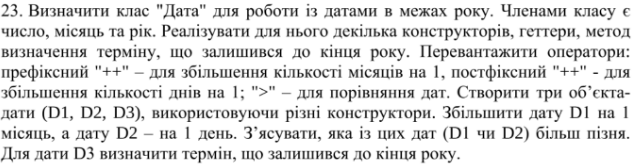 23. Визначити клас "Дата" для роботи із датами в межах року. Членами класу є
число, місяць та рік. Реалізувати для нього декілька конструкторів, геттери, метод
визначення терміну, що залишився до кінця року. Перевантажити оператори:
префіксний "++" – для збільшення кількості місяців на 1, постфіксний "++" - для
збільшення кількості днів на 1; ">" – для порівняння дат. Створити три об’єкта-
дати (D1, D2, D3), використовуючи різні конструктори. Збільшити дату D1 на 1
місяць, а дату D2 – на 1 день. З’ясувати, яка із цих дат (D1 чи D2) більш пізня.
Для дати D3 визначити термін, що залишився до кінця року.